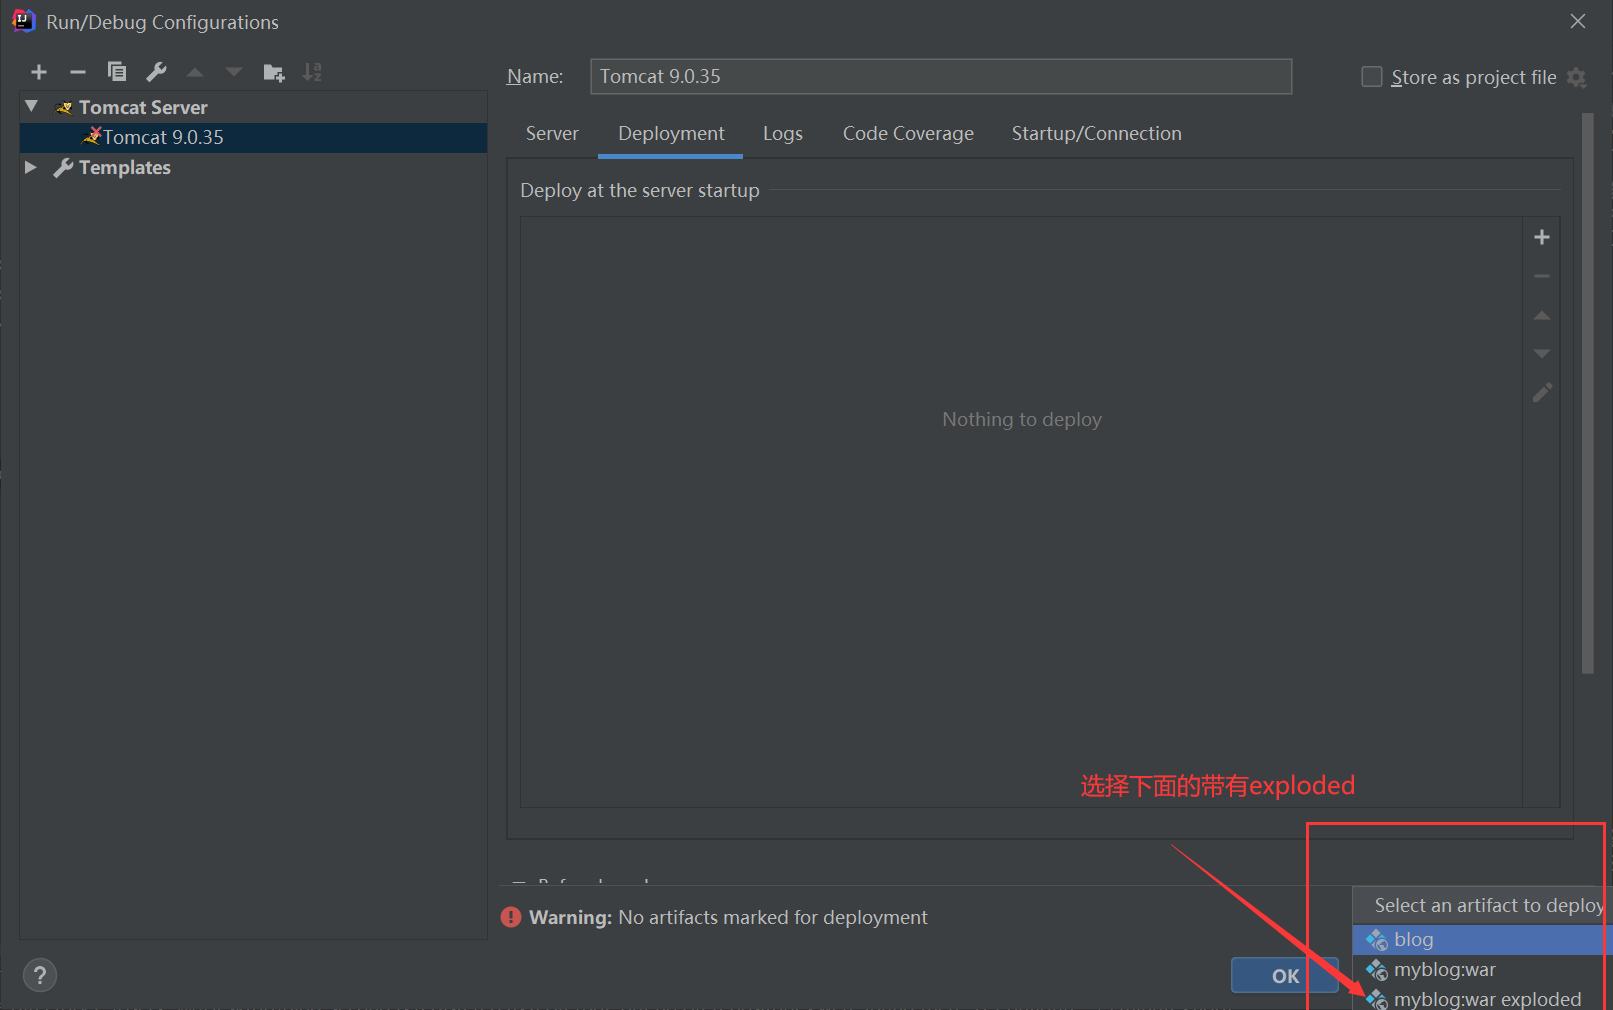 Run/Debug Configurations
Name:
Tomcat 9.0.35
Store as project file
Tomcat Server
Tomcat 9.0.35
Templates
Server
Deployment
Logs
Code Coverage
Startup/Connection
Deploy at the server startup
Nothing to deploy
选择下面的带有exploded
Warning: No artifacts marked for deployment
Select an artifact to deploy
blog
myblog:war
myblog:war exploded
OK
?